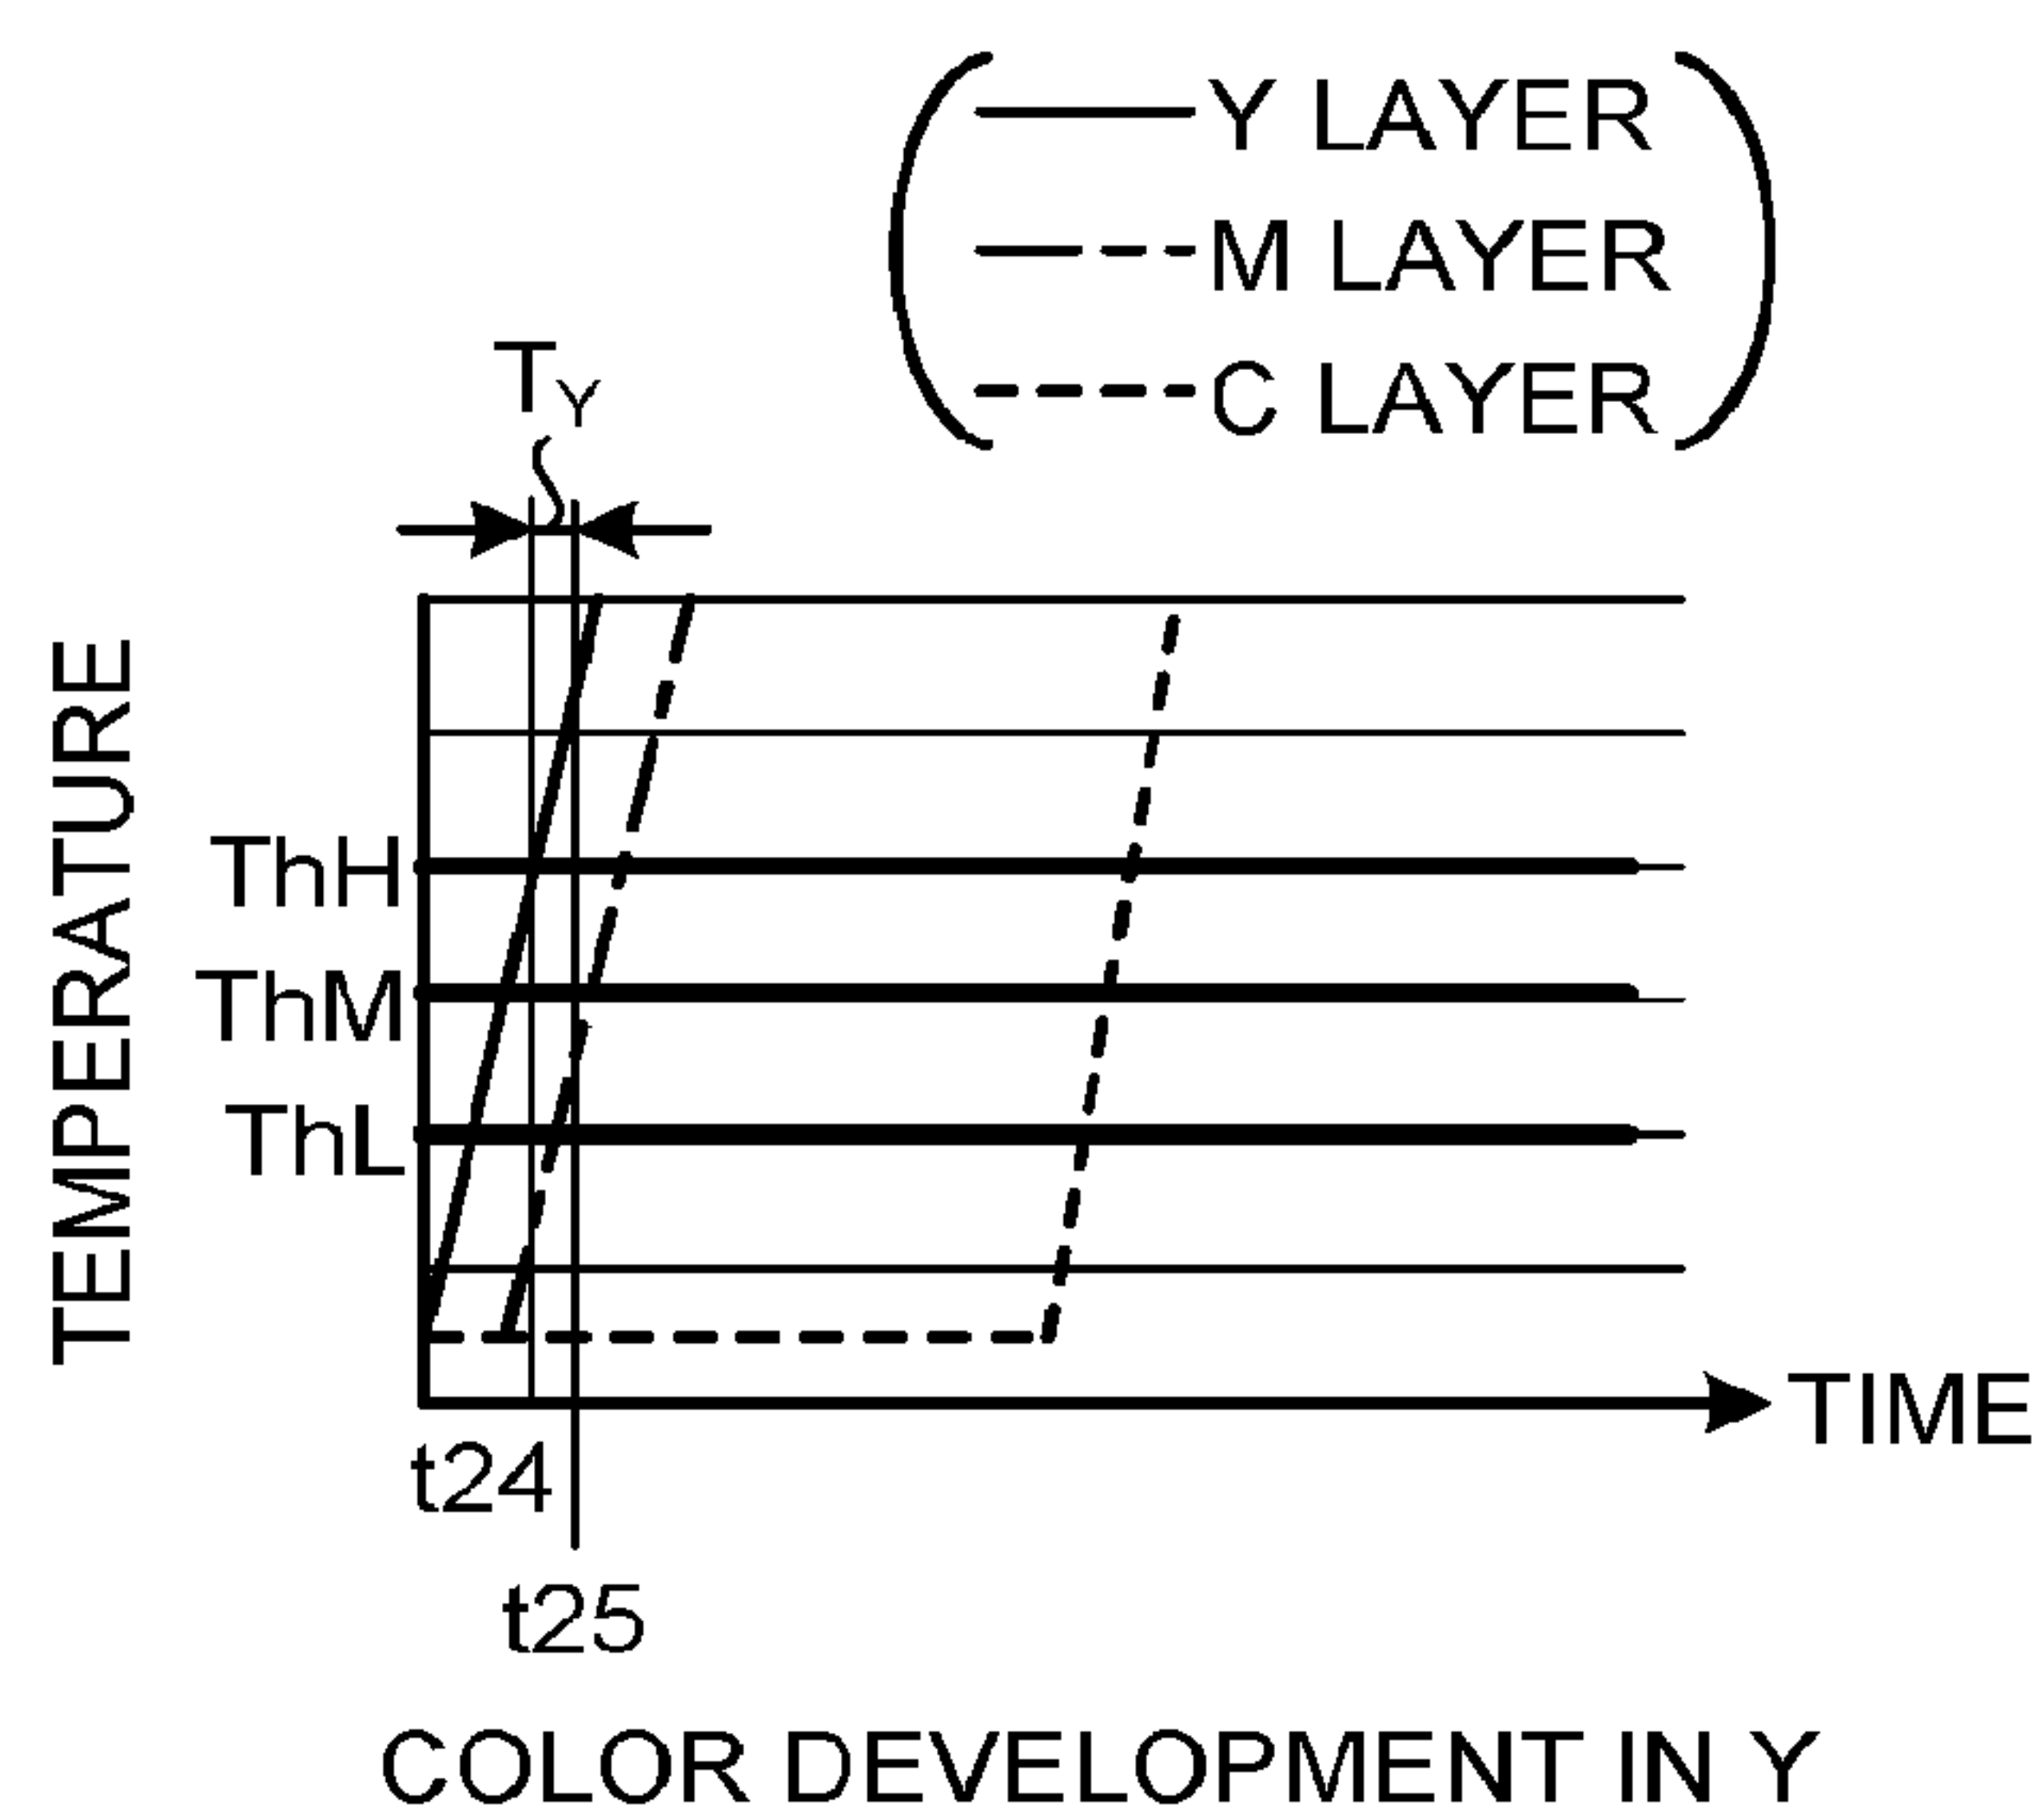 Y LAYER
M LAYER
C LAYER
TY
TEMPERATURE
ThH
ThM
ThL
TIME
t24
t25
COLOR DEVELOPMENT IN Y